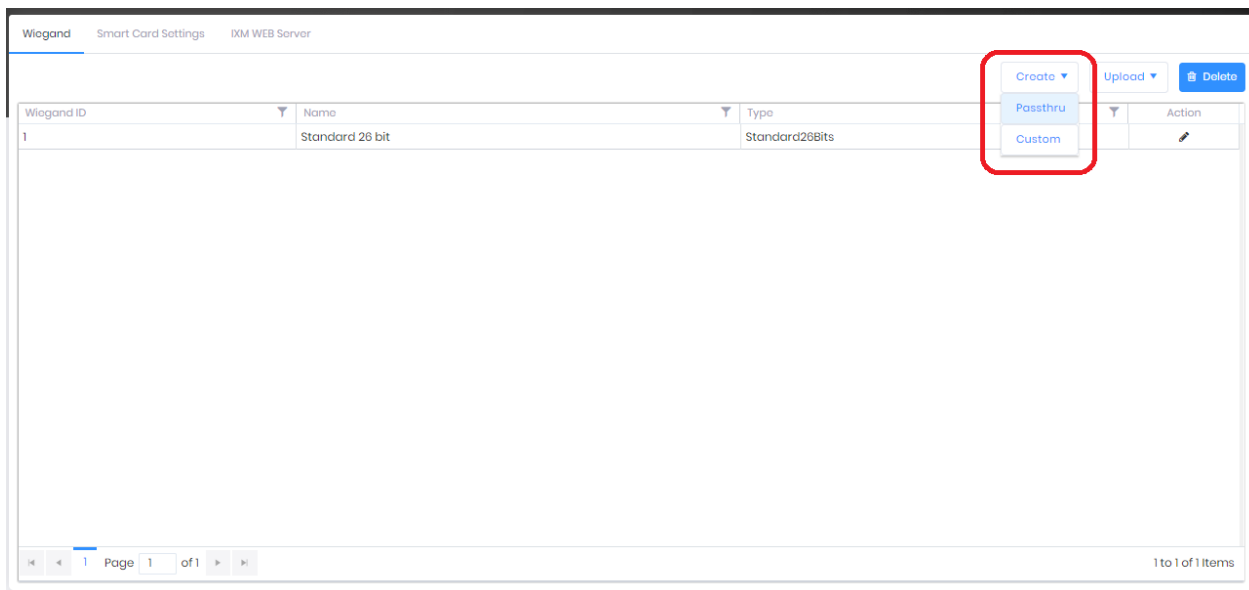 Wiegand Smart Card Settings IXM WEB Server
Create Upload Delete
Passthru
Custom
Wiegand ID Name Type Action
1 Standard 26 bit Standard26Bits
1 Page 1 of 1 1 to 1 of 1 Items